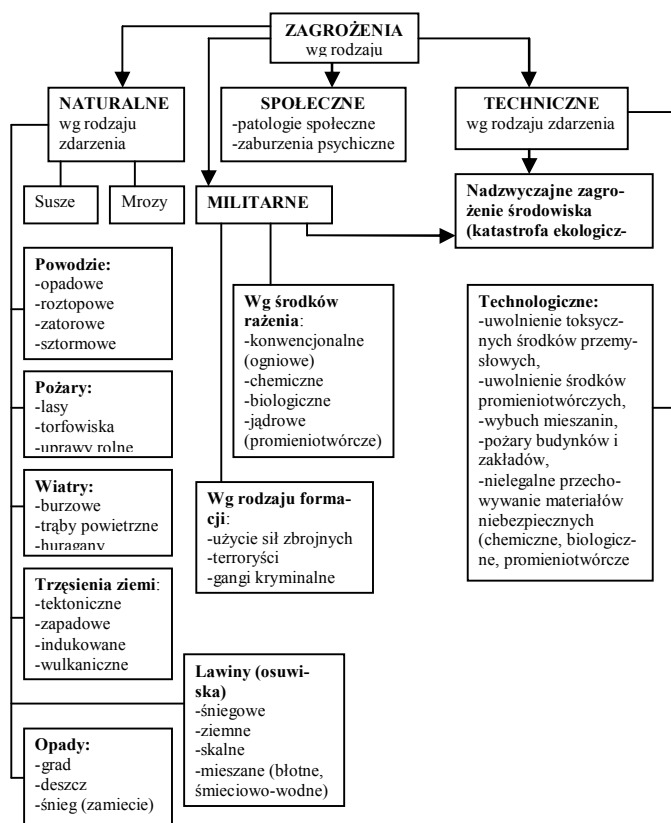 ZAGROŻENIA
wg rodzaju
NATURALNE
wg rodzaju
zdarzenia
SPOŁECZNE
-patologie społeczne
-zaburzenia psychiczne
TECHNICZNE
wg rodzaju zdarzenia
Susze
Mrozy
MILITARNE
Nadzwyczajne zagro-
żenie środowiska
(katastrofa ekologicz-
Powodzie:
-opadowe
-roztopowe
-zatorowe
-sztormowe
Wg środków
rażenia:
-konwencjonalne
(ogniowe)
-chemiczne
-biologiczne
-jądrowe
(promieniotwórcze)
Technologiczne:
-uwolnienie toksycz-
nych środków przemy-
słowych,
-uwolnienie środków
promieniotwórczych,
-wybuch mieszanin,
-pożary budynków i
zakładów,
-nielegalne przecho-
wywanie materiałów
niebezpiecznych
(chemiczne, biologicz-
ne, promieniotwórcze
Pożary:
-lasy
-torfowiska
-uprawy rolne
Wiatry:
-burzowe
-trąby powietrzne
-huragany
Wg rodzaju forma-
cji:
-użycie sił zbrojnych
-terroryści
-gangi kryminalne
Trzęsienia ziemi:
-tektoniczne
-zapadowe
-indukowane
-wulkaniczne
Lawiny (osuwi-
ska)
-śniegowe
-ziemne
-skalne
-mieszane (błotne,
śmieciowo-wodne)
Opady:
-grad
-deszcz
-śnieg (zamiecie)